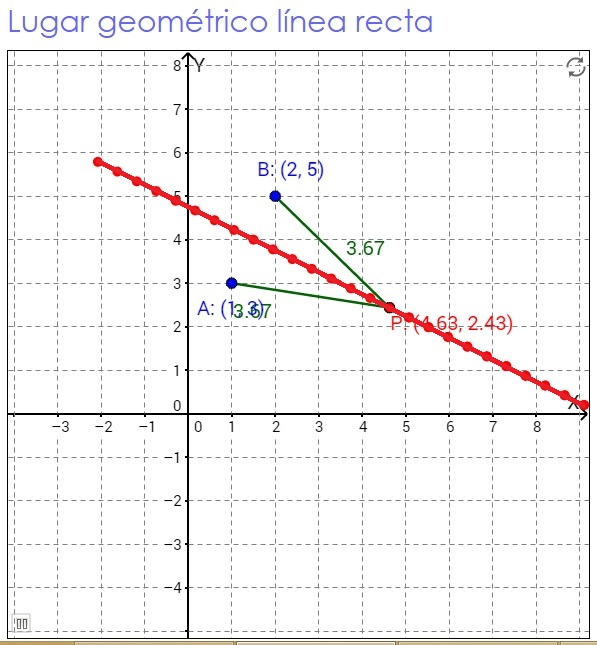 Lugar geométrico línea recta
8
Y
7
6
B: (2, 5)
5
4
3.67
3
A: (1, 3)
3.67
2
P: (4.63, 2.43)
1
0
X
−3 −2 −1 0 1 2 3 4 5 6 7 8
−1
−2
−3
−4